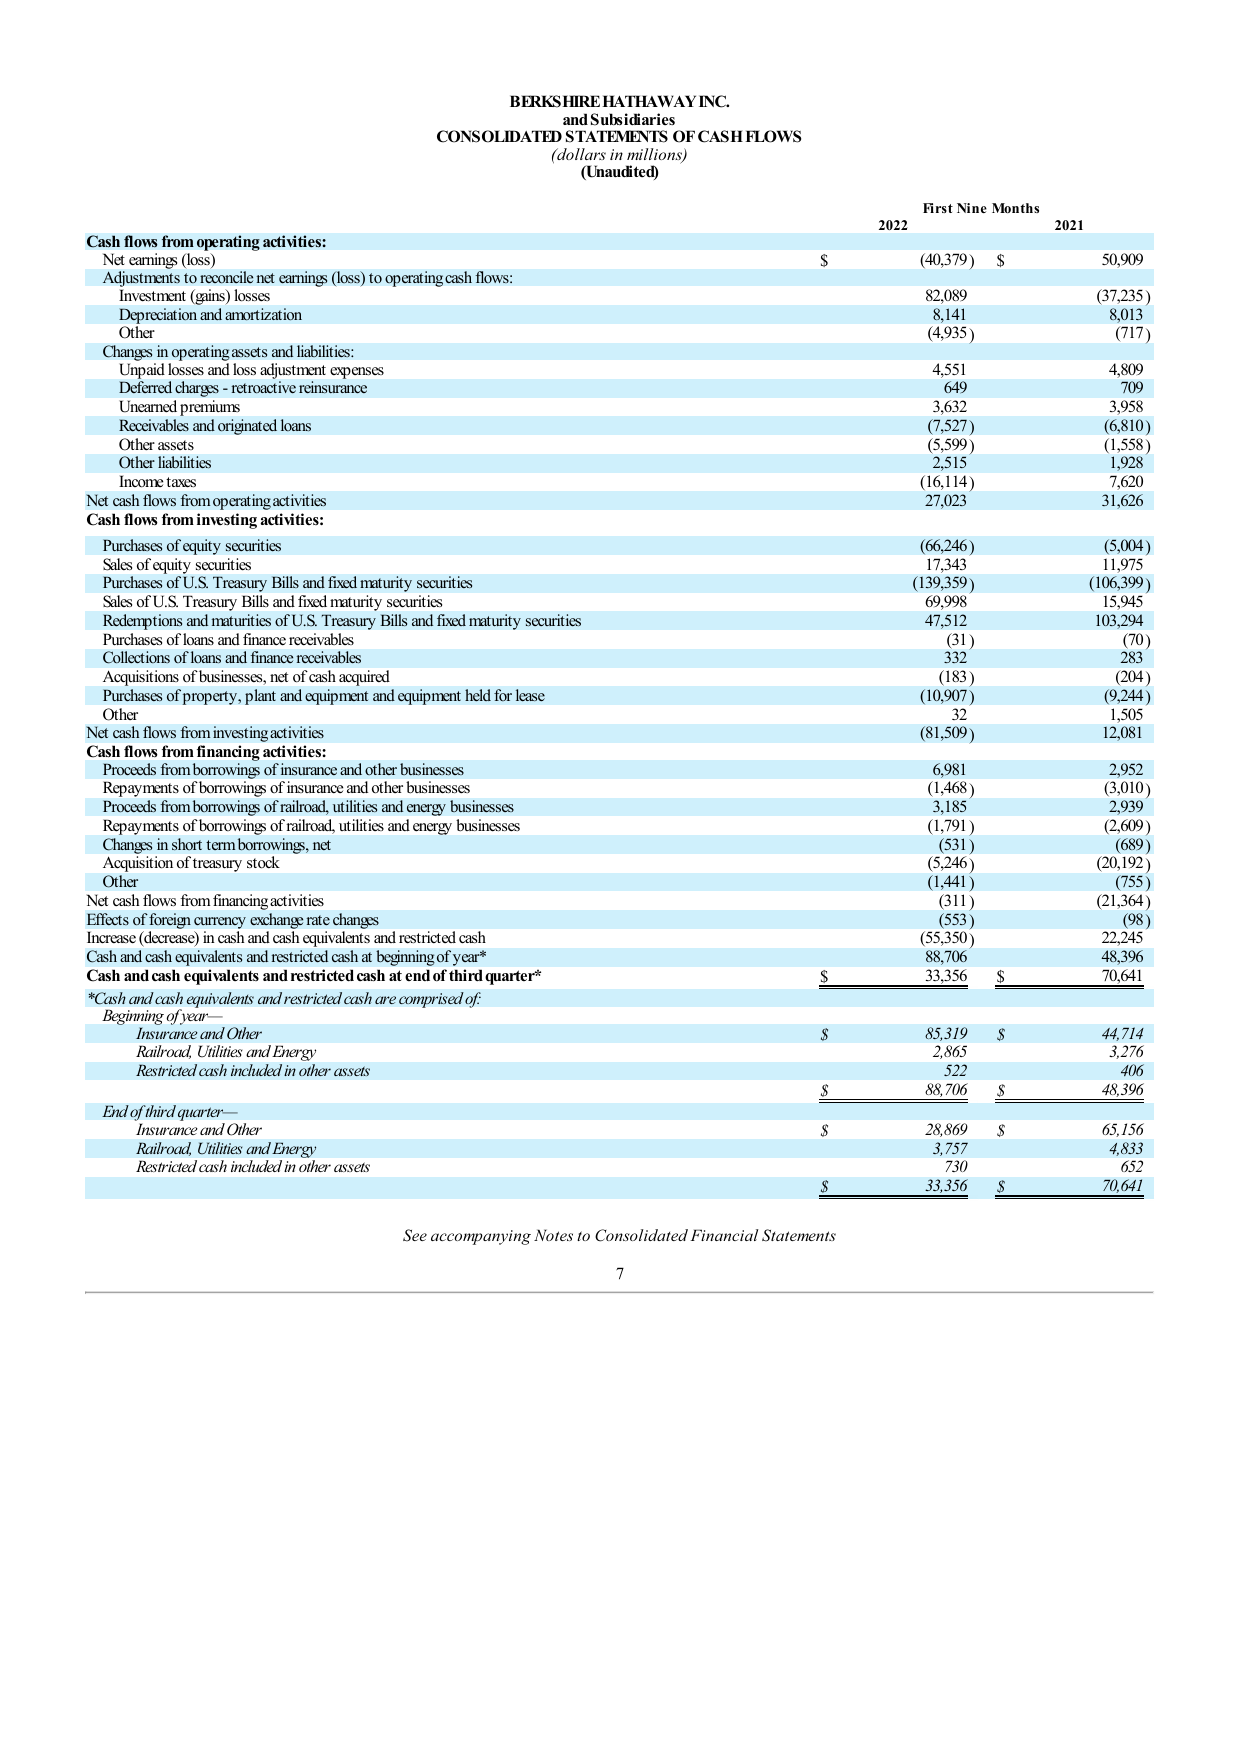 BERKSHIRE HATHAWAY INC.
and Subsidiaries
CONSOLIDATED STATEMENTS OF CASH FLOWS
(dollars in millions)
(Unaudited)
First Nine Months
2022 2021
Cash flows from operating activities:
Net earnings (loss) $ (40,379) $ 50,909
Adjustments to reconcile net earnings (loss) to operating cash flows:
Investment (gains) losses 82,089 (37,235)
Depreciation and amortization 8,141 8,013
Other (4,935) (717)
Changes in operating assets and liabilities:
Unpaid losses and loss adjustment expenses 4,551 4,809
Deferred charges - retroactive reinsurance 649 709
Unearned premiums 3,632 3,958
Receivables and originated loans (7,527) (6,810)
Other assets (5,599) (1,558)
Other liabilities 2,515 1,928
Income taxes (16,114) 7,620
Net cash flows from operating activities 27,023 31,626
Cash flows from investing activities:
Purchases of equity securities (66,246) (5,004)
Sales of equity securities 17,343 11,975
Purchases of U.S. Treasury Bills and fixed maturity securities (139,359) (106,399)
Sales of U.S. Treasury Bills and fixed maturity securities 69,998 15,945
Redemptions and maturities of U.S. Treasury Bills and fixed maturity securities 47,512 103,294
Purchases of loans and finance receivables (31) (70)
Collections of loans and finance receivables 332 283
Acquisitions of businesses, net of cash acquired (183) (204)
Purchases of property, plant and equipment and equipment held for lease (10,907) (9,244)
Other 32 1,505
Net cash flows from investing activities (81,509) 12,081
Cash flows from financing activities:
Proceeds from borrowings of insurance and other businesses 6,981 2,952
Repayments of borrowings of insurance and other businesses (1,468) (3,010)
Proceeds from borrowings of railroad, utilities and energy businesses 3,185 2,939
Repayments of borrowings of railroad, utilities and energy businesses (1,791) (2,609)
Changes in short term borrowings, net (531) (689)
Acquisition of treasury stock (5,246) (20,192)
Other (1,441) (755)
Net cash flows from financing activities (311) (21,364)
Effects of foreign currency exchange rate changes (553) (98)
Increase (decrease) in cash and cash equivalents and restricted cash (55,350) 22,245
Cash and cash equivalents and restricted cash at beginning of year* 88,706 48,396
Cash and cash equivalents and restricted cash at end of third quarter* $ 33,356 $ 70,641
*Cash and cash equivalents and restricted cash are comprised of:
Beginning of year—
Insurance and Other $ 85,319 $ 44,714
Railroad, Utilities and Energy 2,865 3,276
Restricted cash included in other assets 522 406
$ 88,706 $ 48,396
End of third quarter—
Insurance and Other $ 28,869 $ 65,156
Railroad, Utilities and Energy 3,757 4,833
Restricted cash included in other assets 730 652
$ 33,356 $ 70,641
See accompanying Notes to Consolidated Financial Statements
7